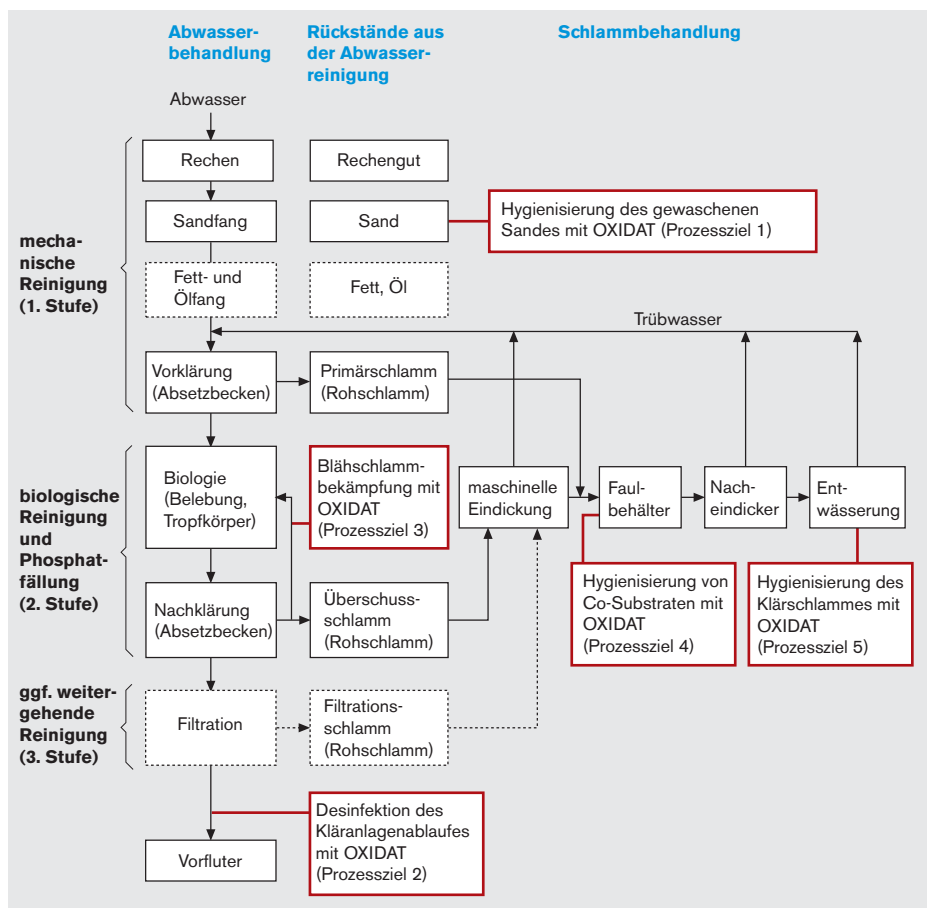 Abwasser-
behandlung
Rückstände aus
der Abwasser-
reinigung
Schlammbehandlung
Abwasser
mecha-
nische
Reinigung
(1. Stufe)
Rechen
Rechengut
Sandfang
Sand
Hygienisierung des gewaschenen
Sandes mit OXIDAT (Prozessziel 1)
Fett- und
Ölfang
Fett, Öl
Trübwasser
Vorklärung
(Absetzbecken)
Primärschlamm
(Rohschlamm)
biologische
Reinigung
und
Phosphat-
fällung
(2. Stufe)
Biologie
(Belebung,
Tropfkörper)
Blähschlamm-
bekämpfung mit
OXIDAT
(Prozessziel 3)
maschinelle
Eindickung
Faul-
behälter
Nach-
eindicker
Ent-
wässerung
Nachklärung
(Absetzbecken)
Überschuss-
schlamm
(Rohschlamm)
Hygienisierung von
Co-Substraten mit
OXIDAT
(Prozessziel 4)
Hygienisierung des
Klärschlammes mit
OXIDAT
(Prozessziel 5)
ggf. weiter-
gehende
Reinigung
(3. Stufe)
Filtration
Filtrations-
schlamm
(Rohschlamm)
Desinfektion des
Kläranlagenablaufes
mit OXIDAT
(Prozessziel 2)
Vorfluter